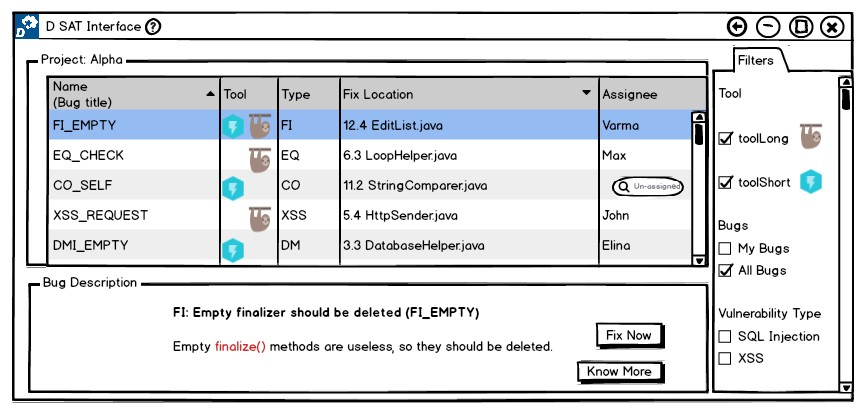 D SAT Interface ?
Project: Alpha
Name
(Bug title)
Tool
Type
Fix Location
Assignee
FI_EMPTY FI 12.4 EditList.java Varma
EQ_CHECK EQ 6.3 LoopHelper.java Max
CO_SELF CO 11.2 StringComparer.java Un-assigned
XSS_REQUEST XSS 5.4 HttpSender.java John
DMI_EMPTY DM 3.3 DatabaseHelper.java Elina
Bug Description
FI: Empty finalizer should be deleted (FI_EMPTY)
Empty finalize() methods are useless, so they should be deleted.
Fix Now
Know More
Filters
Tool
toolLong
toolShort
Bugs
My Bugs
All Bugs
Vulnerability Type
SQL Injection
XSS
D